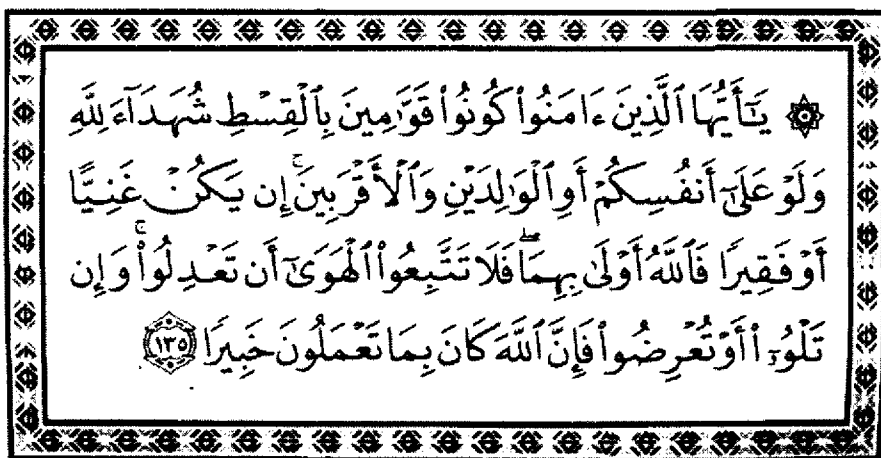 ۞ يَـٰٓأَيُّهَا ٱلَّذِينَ ءَامَنُوا۟ كُونُوا۟ قَوَّٰمِينَ بِٱلْقِسْطِ شُهَدَآءَ لِلَّهِ
وَلَوْ عَلَىٰٓ أَنفُسِكُمْ أَوِ ٱلْوَٰلِدَيْنِ وَٱلْأَقْرَبِينَ ۚ إِن يَكُنْ غَنِيًّا
أَوْ فَقِيرًا فَٱللَّهُ أَوْلَىٰ بِهِمَا ۖ فَلَا تَتَّبِعُوا۟ ٱلْهَوَىٰٓ أَن تَعْدِلُوا۟ ۚ وَإِن
تَلْوُۥٓا۟ أَوْ تُعْرِضُوا۟ فَإِنَّ ٱللَّهَ كَانَ بِمَا تَعْمَلُونَ خَبِيرًا ١٣٥